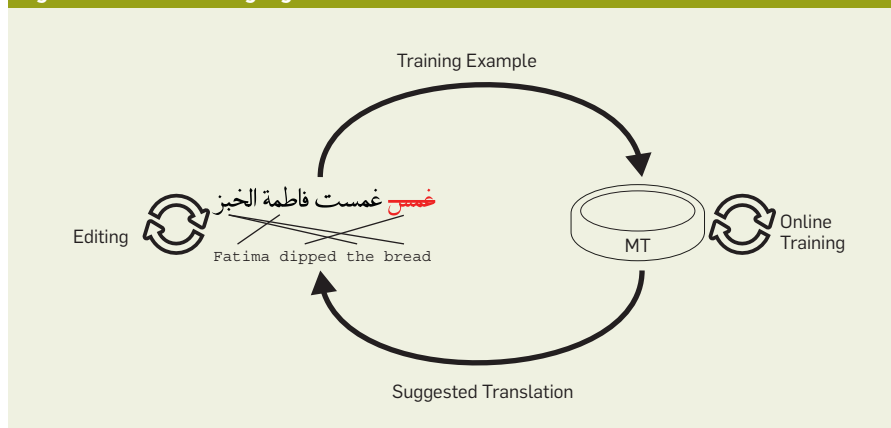 Training Example
غمس غمست فاطمة الخبز
Editing
Fatima dipped the bread
MT
Online
Training
Suggested Translation